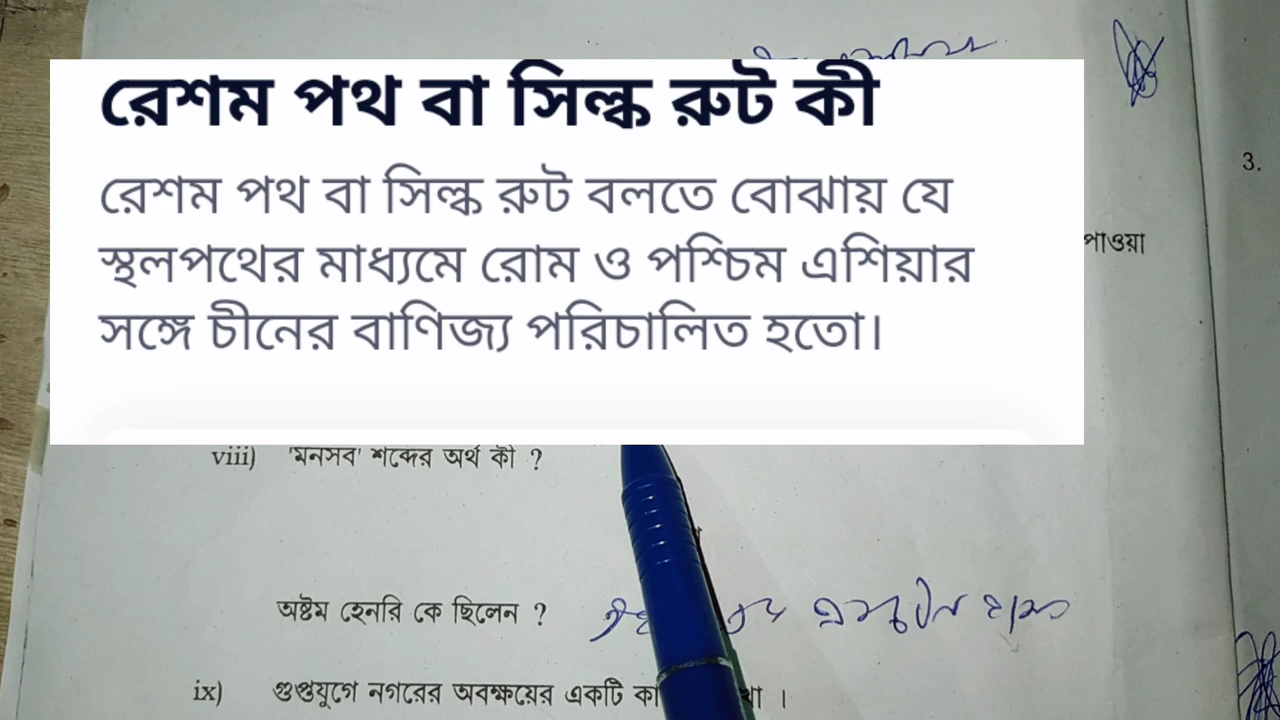 রেশম পথ বা সিল্ক রুট কী
রেশম পথ বা সিল্ক রুট বলতে বোঝায় যে
স্থলপথের মাধ্যমে রোম ও পশ্চিম এশিয়ার
সঙ্গে চীনের বাণিজ্য পরিচালিত হতো।
3.
পাওয়া
viii) 'মনসব' শব্দের অর্থ কী ?
অষ্টম হেনরি কে ছিলেন ?
ix) গুপ্তযুগে নগরের অবক্ষয়ের একটি ।